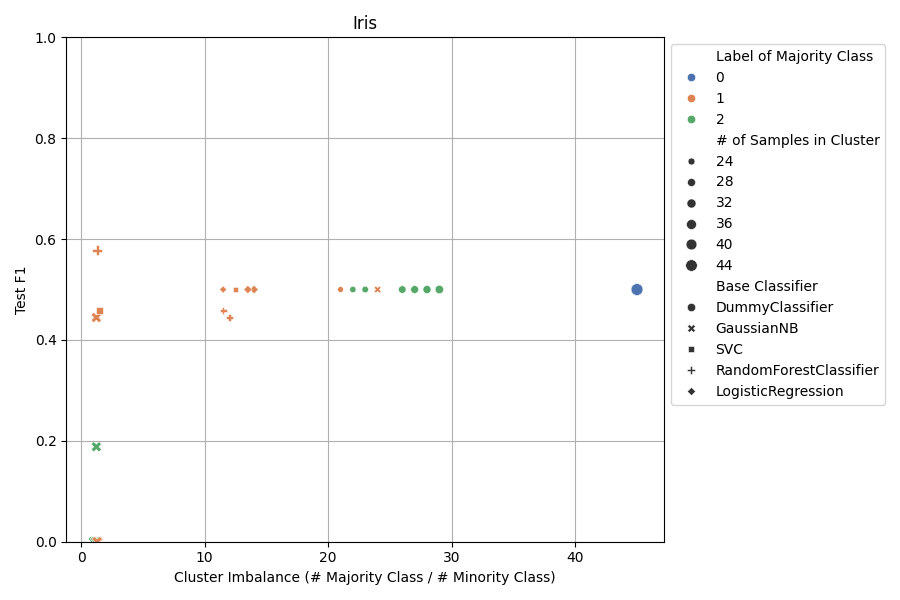 Iris
1.0
0.8
0.6
0.4
0.2
0.0
Test F1
0
10
20
30
40
Cluster Imbalance (# Majority Class / # Minority Class)
Label of Majority Class
0
1
2
# of Samples in Cluster
24
28
32
36
40
44
Base Classifier
DummyClassifier
GaussianNB
SVC
RandomForestClassifier
LogisticRegression